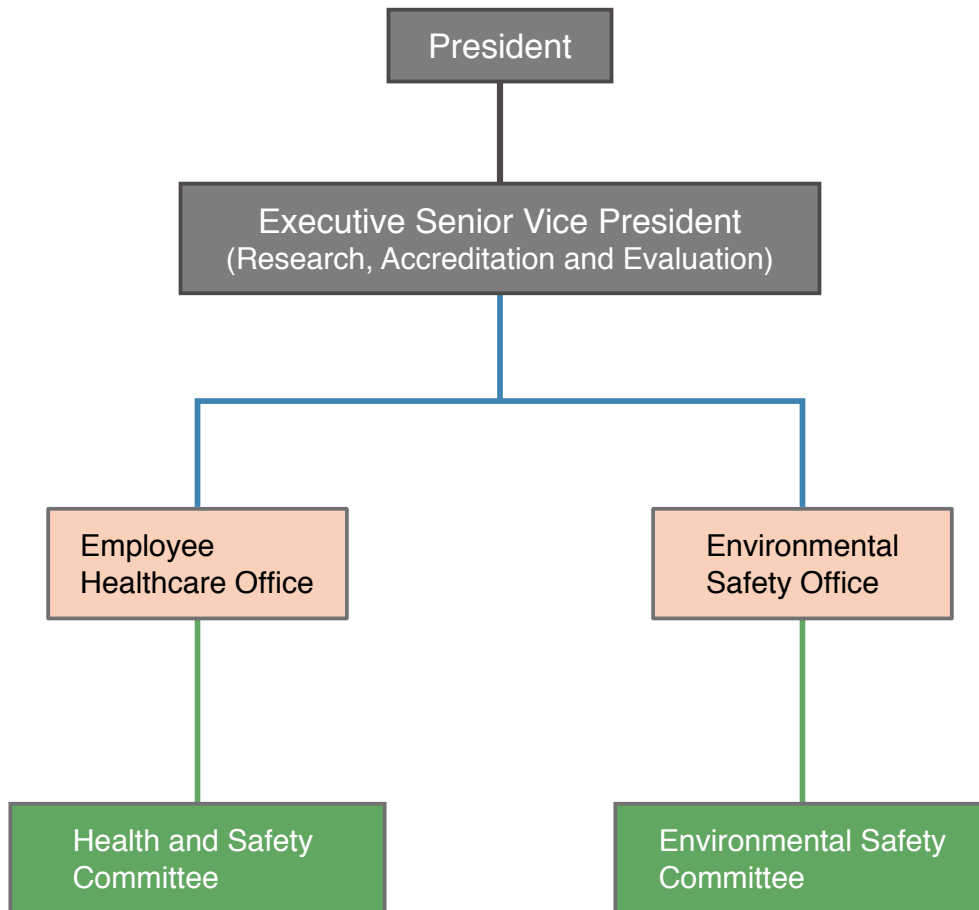 President
Executive Senior Vice President
(Research, Accreditation and Evaluation)
Employee
Healthcare Office
Environmental
Safety Office
Health and Safety
Committee
Environmental Safety
Committee